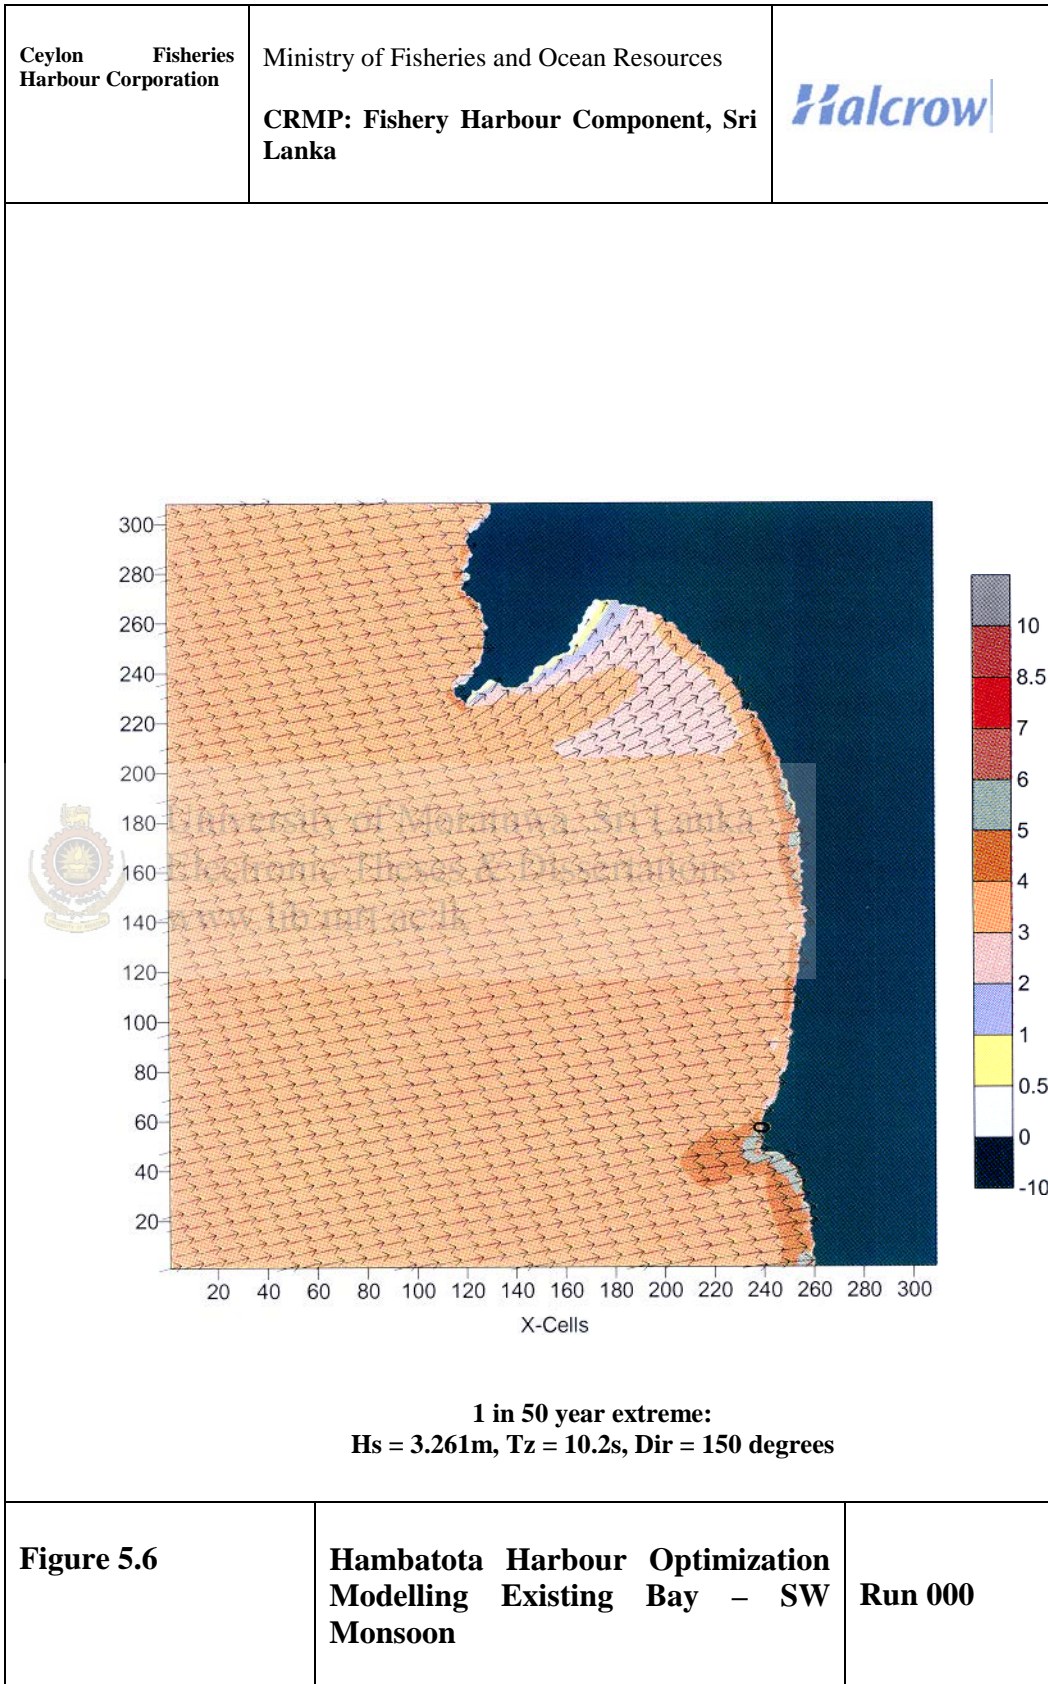 Ceylon Fisheries
Harbour Corporation
Ministry of Fisheries and Ocean Resources
CRMP: Fishery Harbour Component, Sri
Lanka
Halcrow
300
280
260
240
220
200
180
160
140
120
100
80
60
40
20
University of Moratuwa, Sri Lanka.
Electronic Theses & Dissertations
www.lib.mrt.ac.lk
0
20 40 60 80 100 120 140 160 180 200 220 240 260 280 300
X-Cells
10
8.5
7
6
5
4
3
2
1
0.5
0
-10
1 in 50 year extreme:
Hs = 3.261m, Tz = 10.2s, Dir = 150 degrees
Figure 5.6
Hambatota Harbour Optimization
Modelling Existing Bay – SW
Monsoon
Run 000